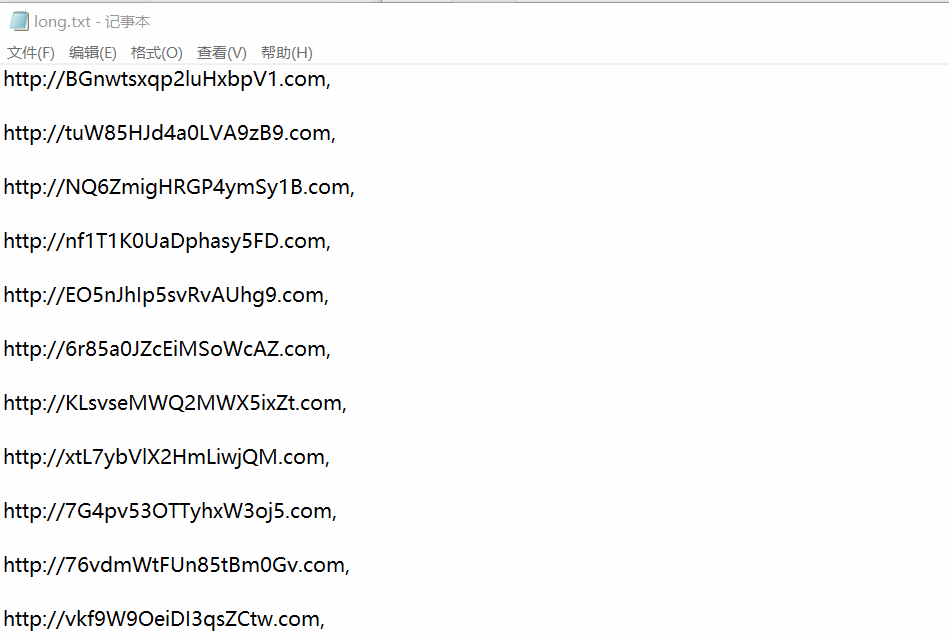 long.txt - 记事本
文件(F) 编辑(E) 格式(O) 查看(V) 帮助(H)
http://BGnwtsxqp2luHxbpV1.com,
http://tuW85HJd4a0LVA9zB9.com,
http://NQ6ZmigHRGP4ymSy1B.com,
http://nf1T1K0UaDphasy5FD.com,
http://EO5nJhIp5svRvAUhg9.com,
http://6r85a0JZcEiMSoWcAZ.com,
http://KLsvseMWQ2MWX5ixZt.com,
http://xtL7ybVlX2HmLiwjQM.com,
http://7G4pv53OTTyhxW3oj5.com,
http://76vdmWtFUn85tBm0Gv.com,
http://vkf9W9OeiDI3qsZCtw.com,